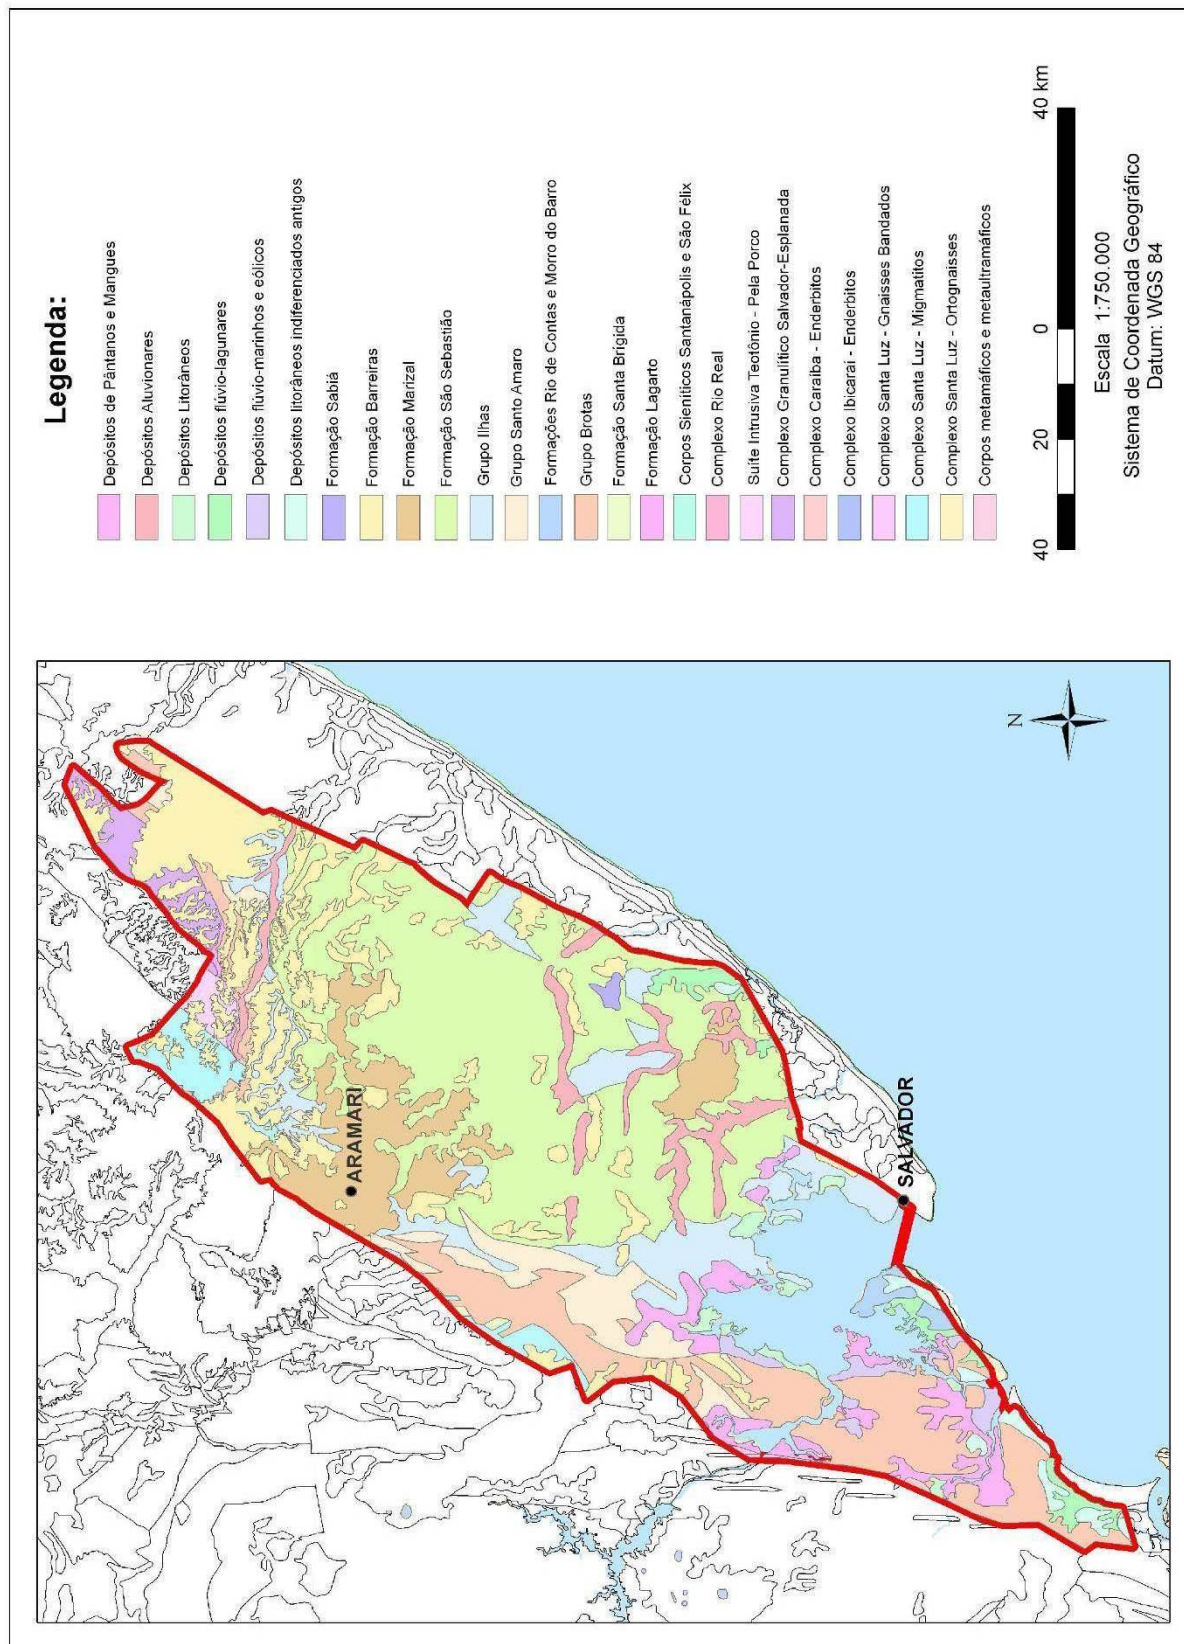 Legenda:
Depósitos de Pântanos e Mangues
Depósitos Aluvionares
Depósitos Litorâneos
Depósitos flúvio-lagunares
Depósitos flúvio-marinhos e eólicos
Depósitos litorâneos indiferenciados antigos
Formação Sabiá
Formação Barreiras
Formação Marizal
Formação São Sebastião
Grupo Ilhas
Grupo Santo Amaro
Formações Rio de Contas e Morro do Barro
Grupo Brotas
Formação Santa Brígida
Formação Lagarto
Corpos Sieníticos Santanápolis e São Félix
Complexo Rio Real
Suíte Intrusiva Teotônio - Pela Porco
Complexo Granulítico Salvador-Esplanada
Complexo Caraíba - Enderbitos
Complexo Ibicaraí - Enderbitos
Complexo Santa Luz - Gnaisses Bandados
Complexo Santa Luz - Migmatitos
Complexo Santa Luz - Ortognaisses
Corpos metamáficos e metaultramáficos
40 20 0 40 km
Escala 1:750.000
Sistema de Coordenada Geográfico
Datum: WGS 84
ARAMARI
SALVADOR
N